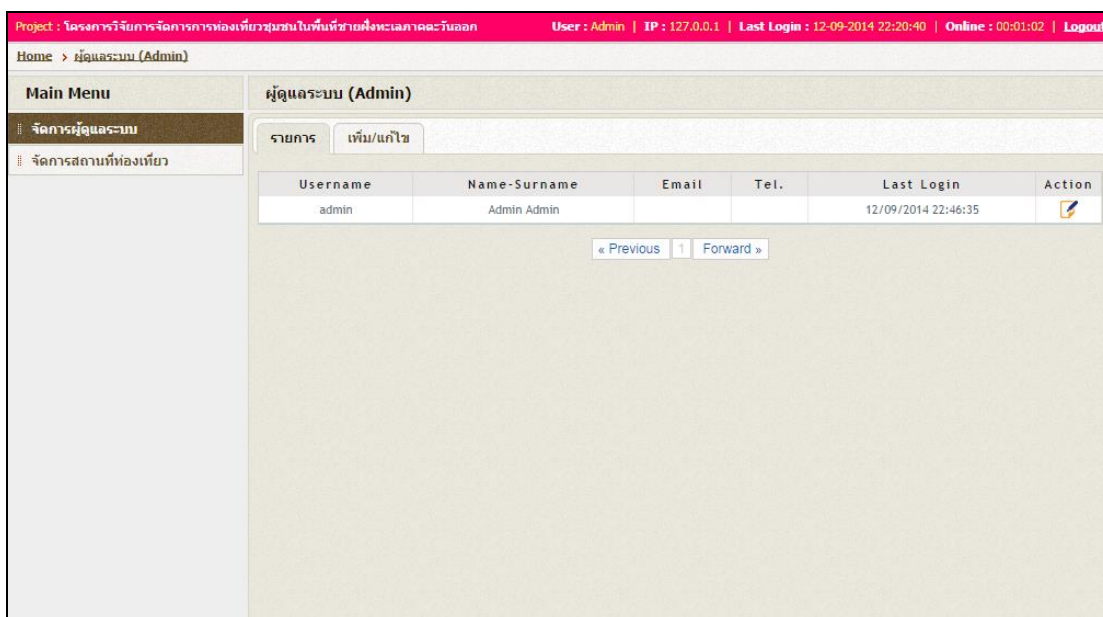 Project : โครงการวิจัยการจัดการการท่องเที่ยวชุมชนในพื้นที่ชายฝั่งทะเลภาคตะวันออก User : Admin | IP : 127.0.0.1 | Last Login : 12-09-2014 22:20:40 | Online : 00:01:02 | Logout
Home > ผู้ดูแลระบบ (Admin)
Main Menu
จัดการผู้ดูแลระบบ
จัดการสถานที่ท่องเที่ยว
ผู้ดูแลระบบ (Admin)
รายการ เพิ่ม/แก้ไข
Username Name-Surname Email Tel. Last Login Action
admin Admin Admin 12/09/2014 22:46:35
« Previous 1 Forward »